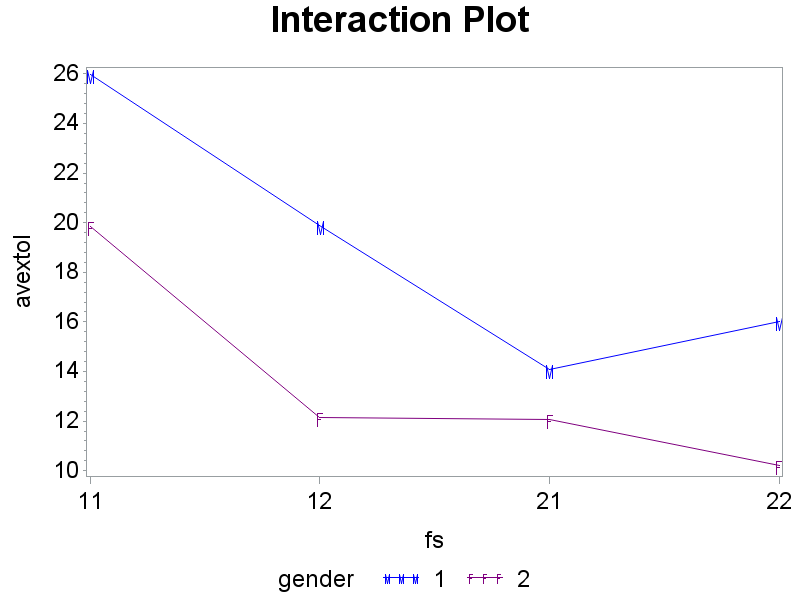 Interaction Plot
26
24
22
20
18
16
14
12
10
avextol
M
M
M
M
F
F
F
F
11 12 21 22
fs
gender M M M 1 F F F 2